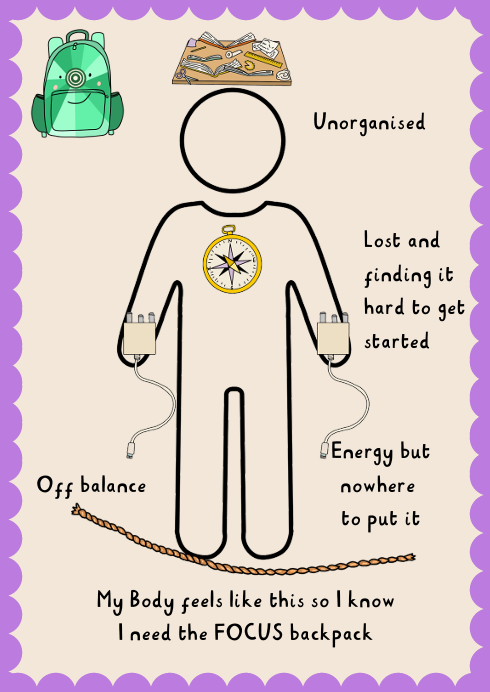 Unorganised
Lost and
finding it
hard to get
started
Energy but
nowhere
to put it
Off balance
My Body feels like this so I know
I need the FOCUS backpack